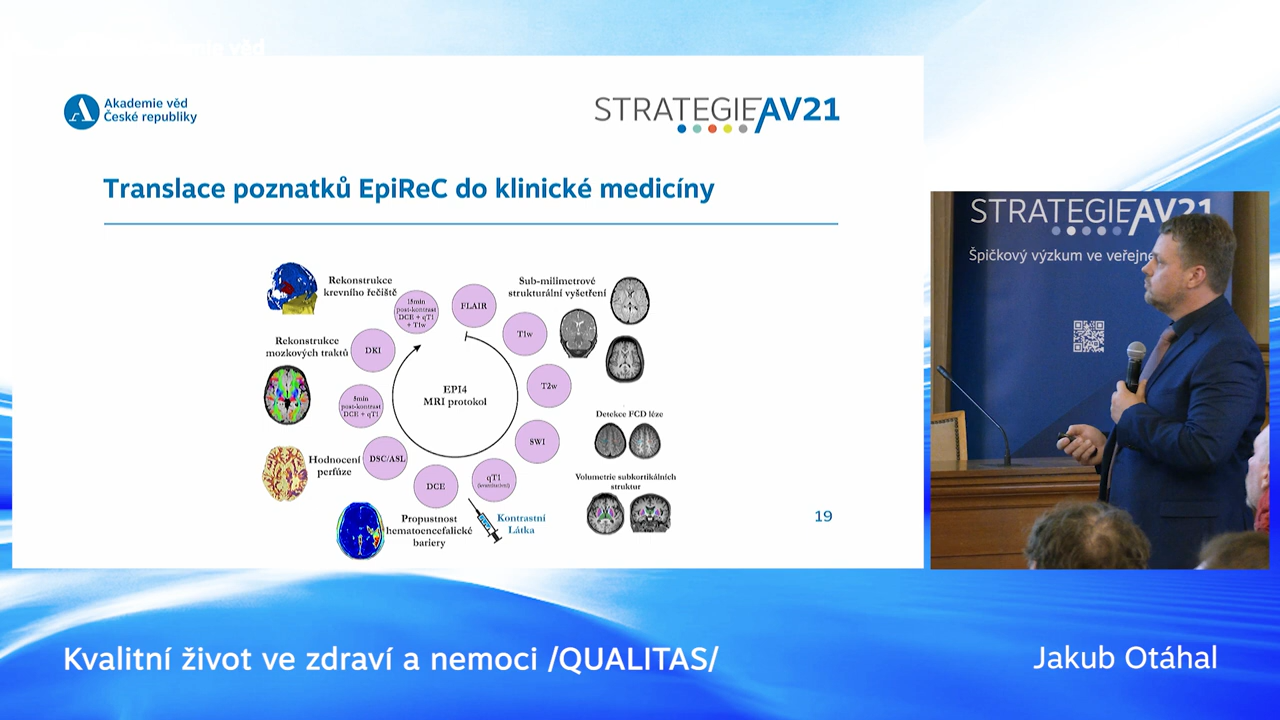 Akademie věd
České republiky
STRATEGIE AV21
Translace poznatků EpiReC do klinické medicíny
Rekonstrukce
krevního řečiště
15min
post-kontrast
DCE + qT1
+ T1w
FLAIR
Sub-milimetrové
strukturální vyšetření
T1w
Rekonstrukce
mozkových traktů
DKI
EPI4
MRI protokol
T2w
5min
post-kontrast
DCE + qT1
Detekce FCD léze
SWI
Hodnocení
perfúze
DSC/ASL
DCE
qT1
Volumetrie subkortikálních
struktur
Propustnost
hematoencefalické
bariery
Kontrastní
Látka
19
STRATEGIE AV21
Špičkový výzkum ve veřejné
Kvalitní život ve zdraví a nemoci /QUALITAS/
Jakub Otáhal